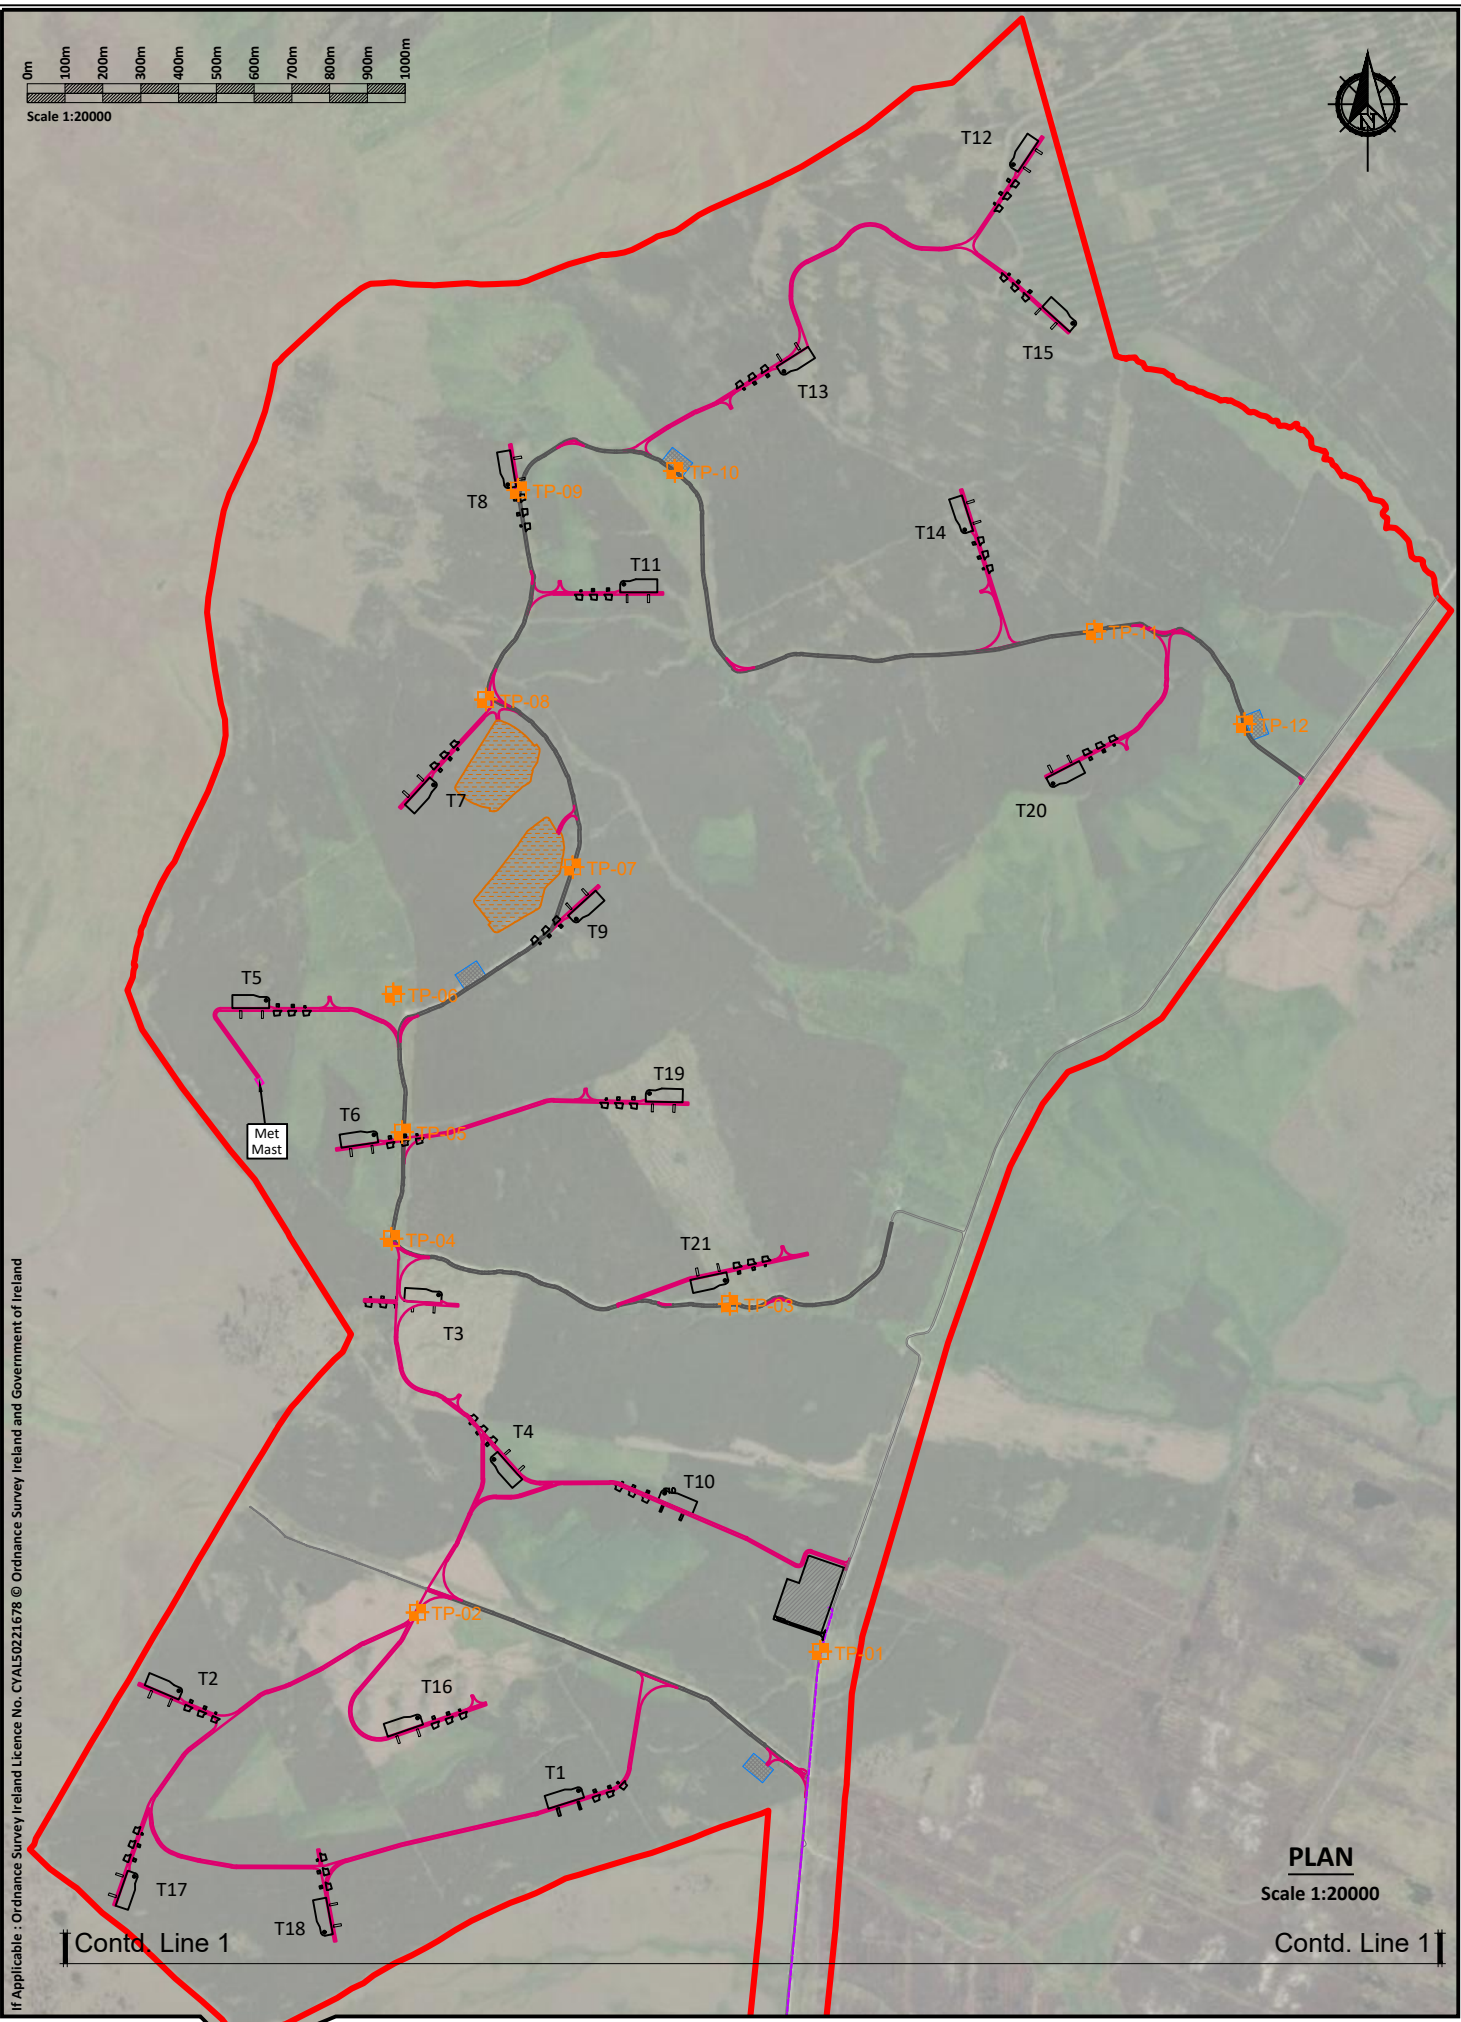 0m 100m 200m 300m 400m 500m 600m 700m 800m 900m 1000m
Scale 1:20000
N
T12
T15
T13
TP-10
TP-09
T8
T14
T11
TP-11
TP-08
TP-12
T7
T20
TP-07
T9
T5
TP-06
T19
T6
TP-05
Met
Mast
TP-04
T21
TP-03
T3
T4
T10
TP-02
TP-01
T2
T16
T1
T17
T18
PLAN
Scale 1:20000
Contd. Line 1
Contd. Line 1
If Applicable : Ordnance Survey Ireland Licence No. CYAL50221678 © Ordnance Survey Ireland and Government of Ireland